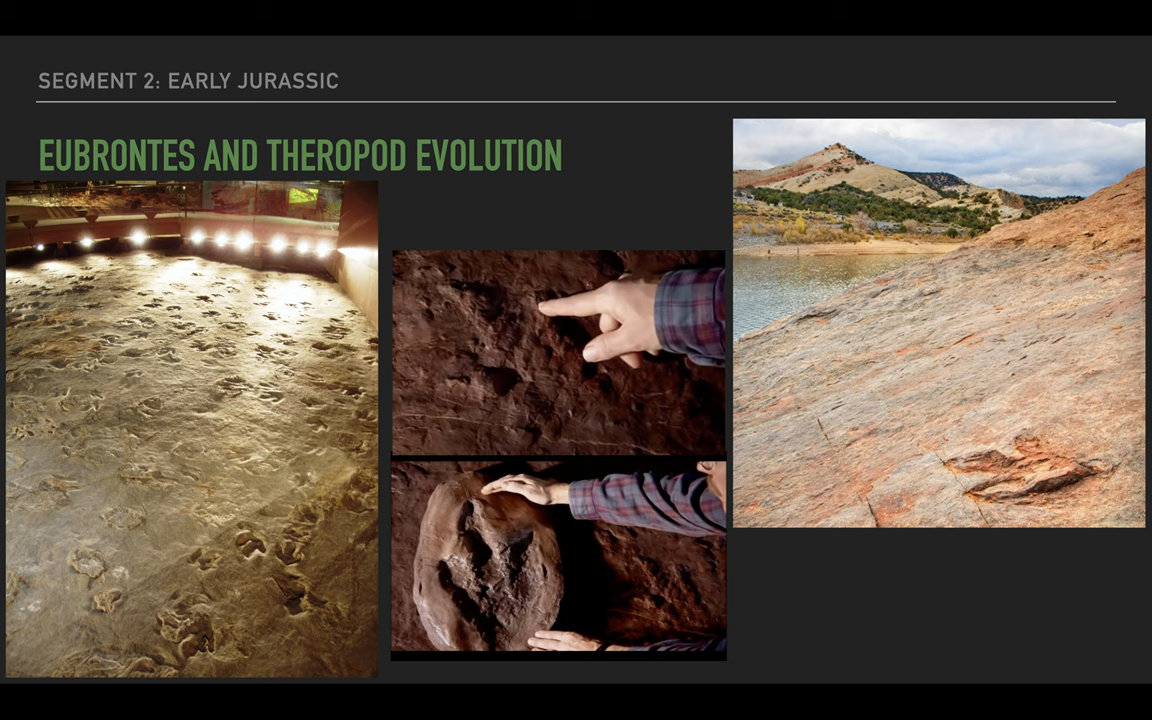 SEGMENT 2: EARLY JURASSIC
EUBRONTES AND THEROPOD EVOLUTION